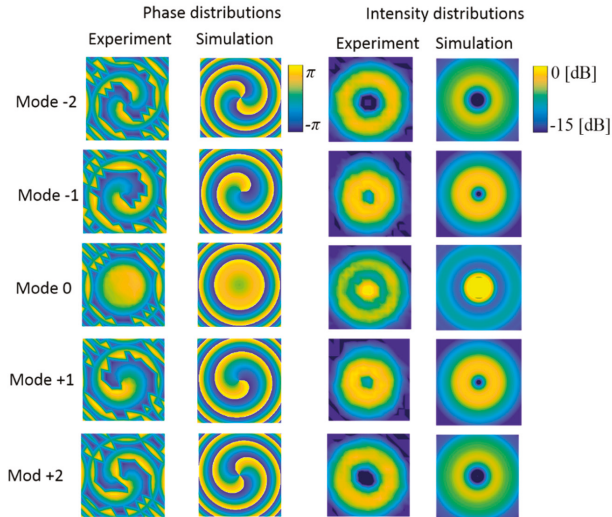 Phase distributions Intensity distributions
Experiment Simulation Experiment Simulation
Mode -2
π
-π
0 [dB]
-15 [dB]
Mode -1
Mode 0
Mode +1
Mod +2